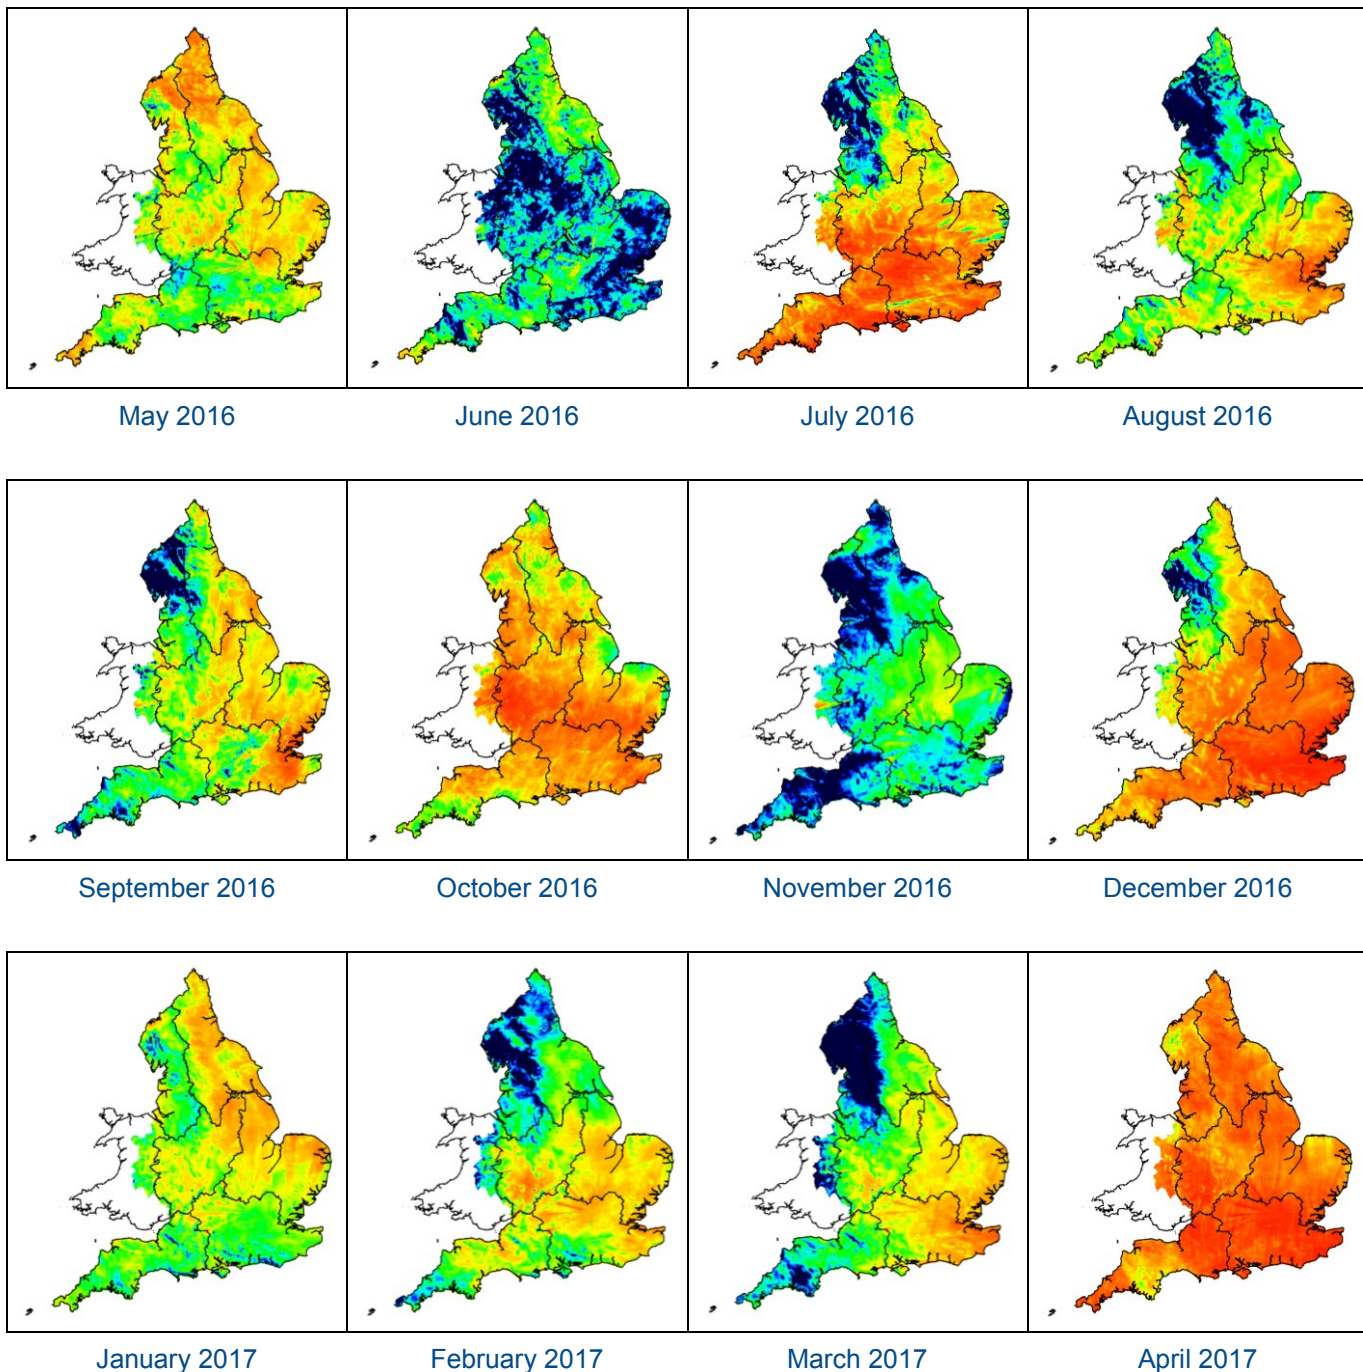 May 2016
June 2016
July 2016
August 2016
September 2016
October 2016
November 2016
December 2016
January 2017
February 2017
March 2017
April 2017